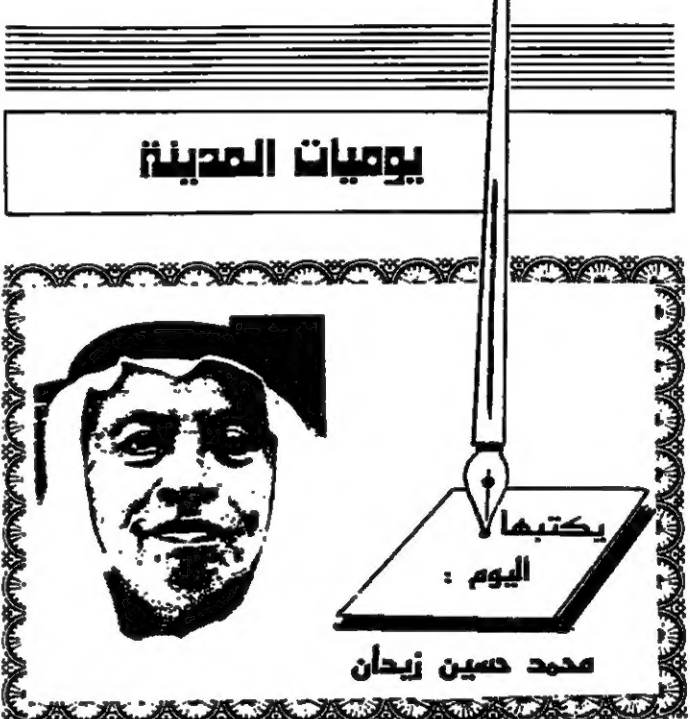 يوميات المدينة
يكتبها
اليوم :
محمد حسين زيدان